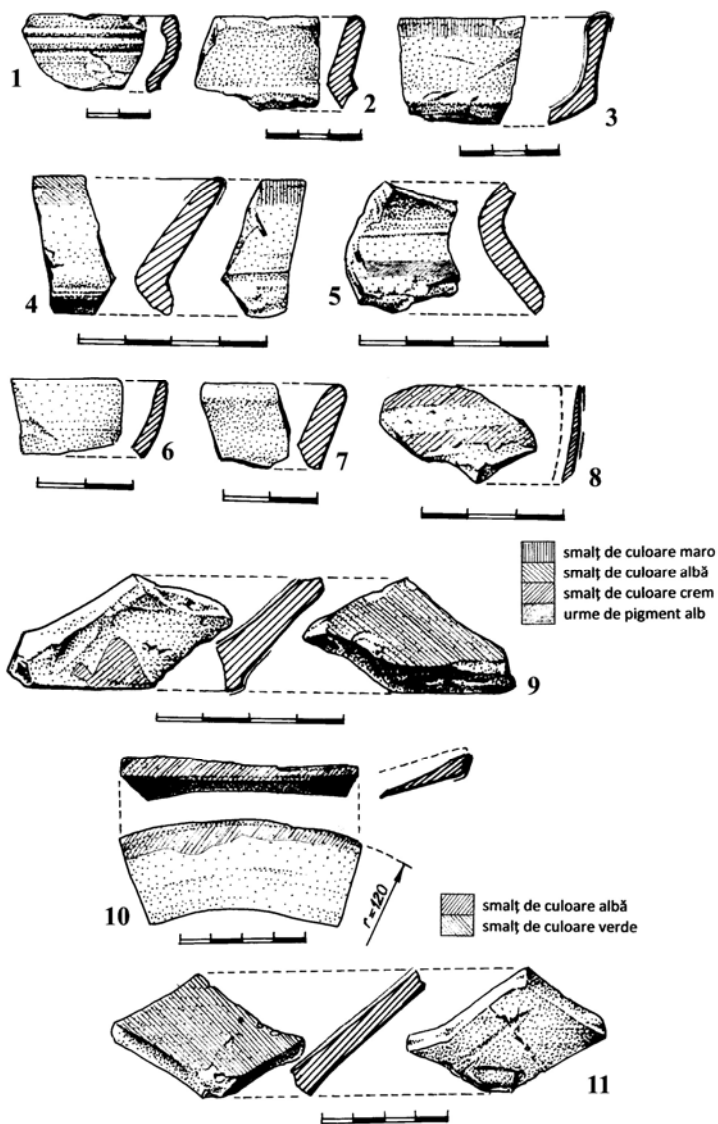 1
2
3
4
5
6
7
8
smalț de culoare maro
smalț de culoare albă
smalț de culoare crem
urme de pigment alb
9
10
r=120
smalț de culoare albă
smalț de culoare verde
11